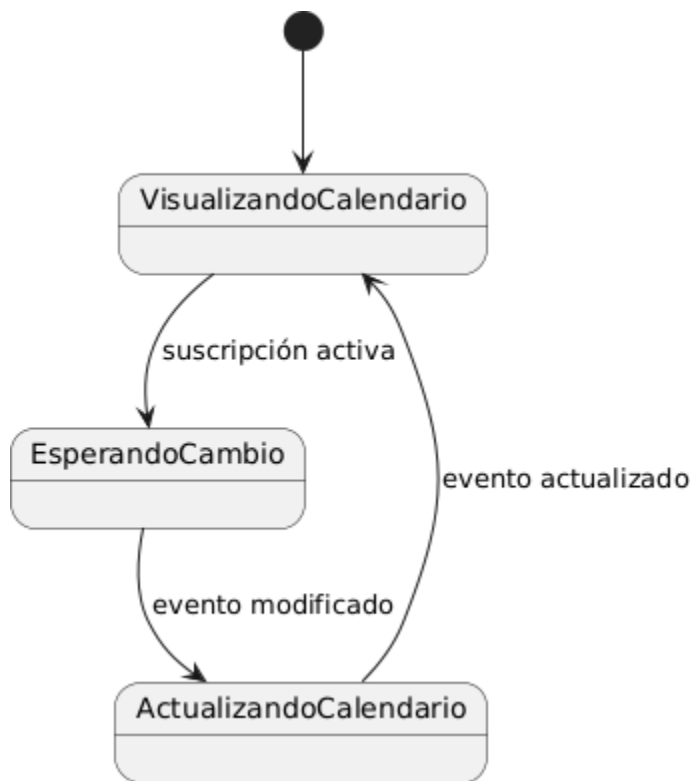 VisualizandoCalendario
suscripción activa
EsperandoCambio
evento actualizado
evento modificado
ActualizandoCalendario